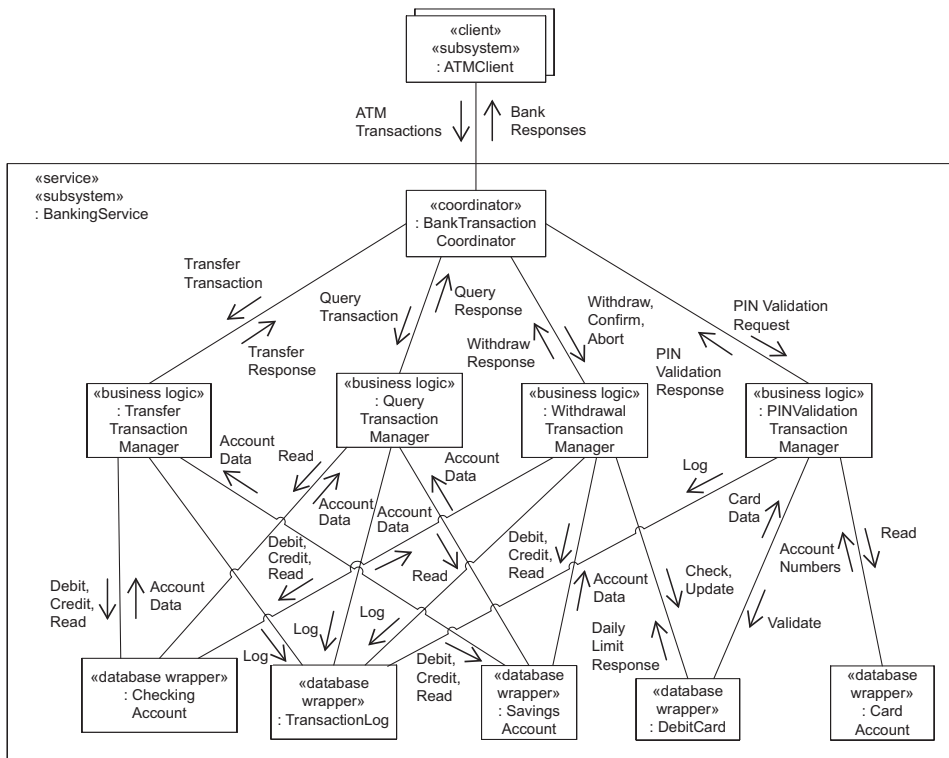 «client»
«subsystem»
: ATMClient
ATM
Transactions
Bank
Responses
«service»
«subsystem»
: BankingService
«coordinator»
: BankTransaction
Coordinator
Transfer
Transaction
Transfer
Response
Query
Transaction
Query
Response
Withdraw
Response
Withdraw,
Confirm,
Abort
PIN
Validation
Response
PIN Validation
Request
«business logic»
: Transfer
Transaction
Manager
«business logic»
: Query
Transaction
Manager
«business logic»
: Withdrawal
Transaction
Manager
«business logic»
: PINValidation
Transaction
Manager
Account
Data
Read
Account
Data
Account
Data
Account
Data
Log
Card
Data
Debit,
Credit,
Read
Account
Data
Debit,
Credit,
Read
Read
Debit,
Credit,
Read
Account
Data
Check,
Update
Account
Numbers
Read
Log
Log
Log
Debit,
Credit,
Read
Daily
Limit
Response
Validate
«database wrapper»
: Checking
Account
«database
wrapper»
: TransactionLog
«database
wrapper»
: Savings
Account
«database
wrapper»
: DebitCard
«database
wrapper»
: Card
Account